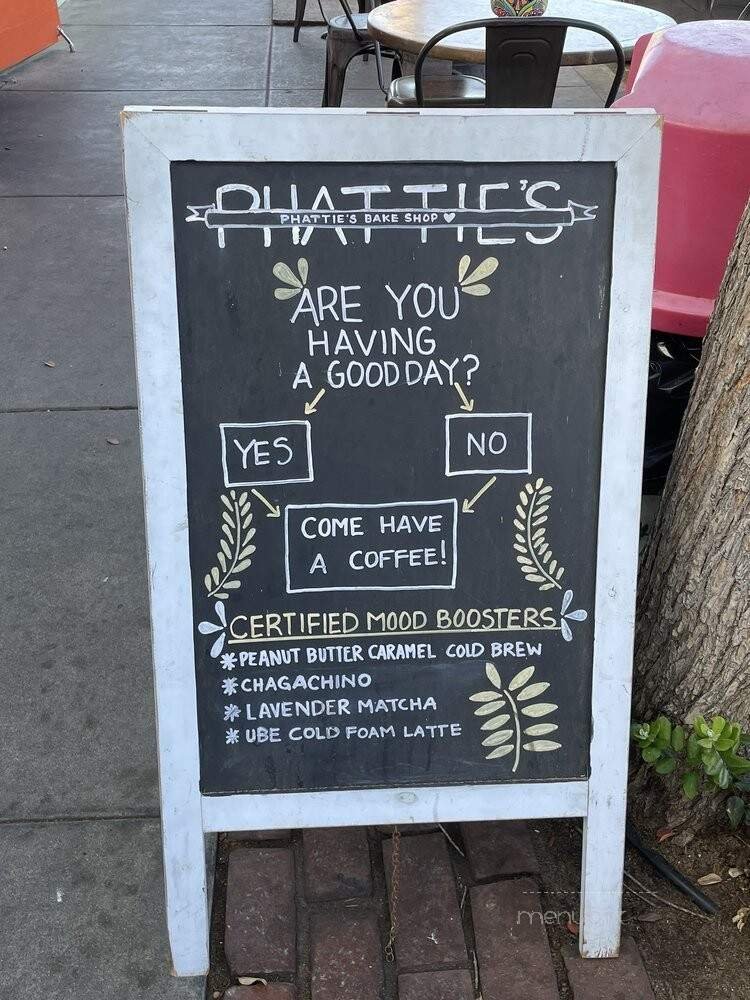 PHATTIE'S
PHATTIE'S BAKE SHOP ♥
ARE YOU
HAVING
A GOOD DAY?
YES
NO
COME HAVE
A COFFEE!
CERTIFIED MOOD BOOSTERS
* PEANUT BUTTER CARAMEL COLD BREW
* CHAGACHINO
* LAVENDER MATCHA
* UBE COLD FOAM LATTE